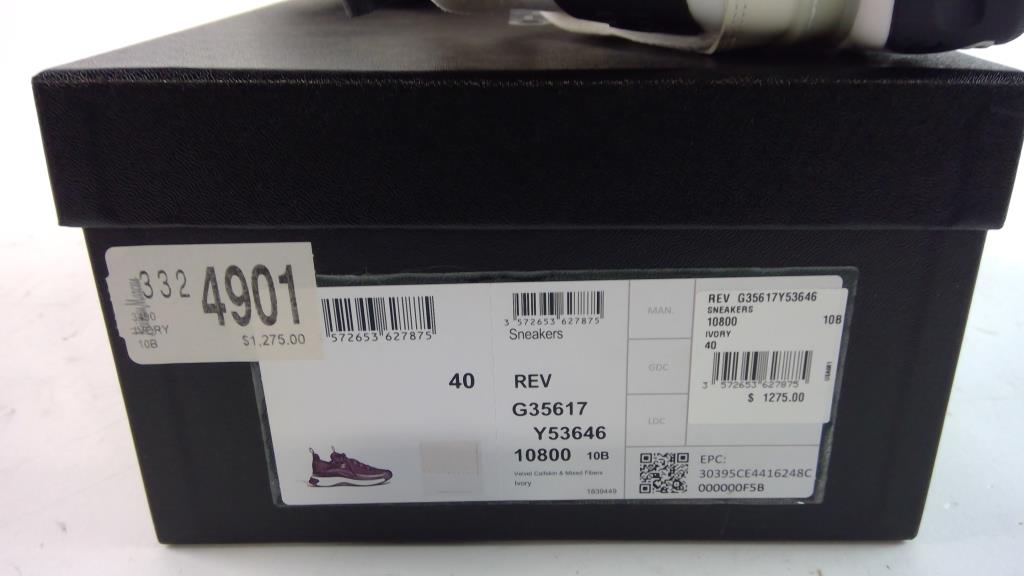 332 4901
3490
IVORY
10B
$1,275.00
572653 627875
40
3 572653 627875
Sneakers
REV
G35617
Y53646
10800 10B
Velvet Calfskin & Mixed Fibers
Ivory
1839449
MAN.
GDC
LDC
REV G35617Y53646
SNEAKERS
10800 10B
IVORY
40
3 572653 627875
$ 1275.00
EPC:
30395CE4416248C
000000F5B